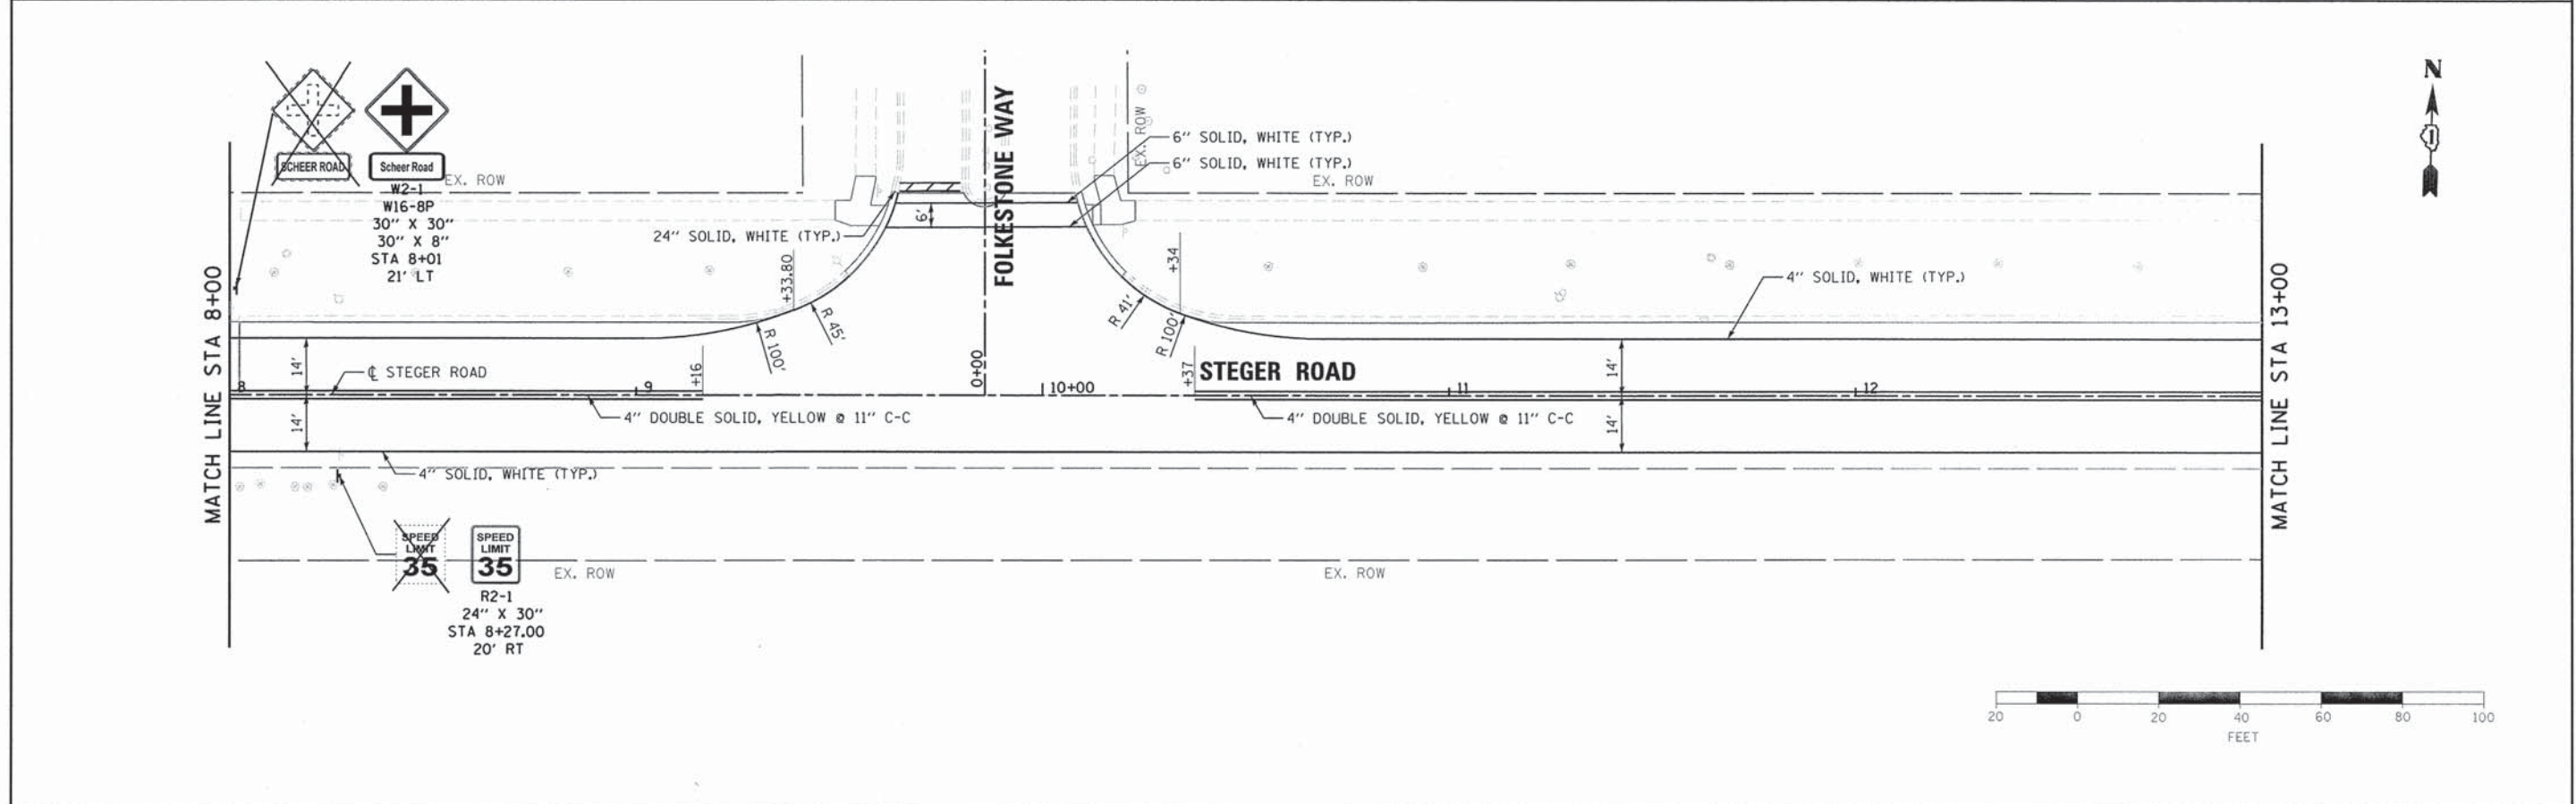 N
SCHEER ROAD
Scheer Road
W2-1
W16-8P
30" X 30"
30" X 8"
STA 8+01
21' LT
EX. ROW
FOLKESTONE WAY
EX. ROW
6" SOLID, WHITE (TYP.)
6" SOLID, WHITE (TYP.)
EX. ROW
6'
24" SOLID, WHITE (TYP.)
+33.80
+34
4" SOLID, WHITE (TYP.)
R 45'
R 100'
R 41'
R 100'
MATCH LINE STA 8+00
MATCH LINE STA 13+00
14'
℄ STEGER ROAD
+16
0+00
+37
STEGER ROAD
14'
8
9
10+00
11
12
14'
4" DOUBLE SOLID, YELLOW @ 11" C-C
4" DOUBLE SOLID, YELLOW @ 11" C-C
14'
4" SOLID, WHITE (TYP.)
SPEED
LIMIT
35
SPEED
LIMIT
35
EX. ROW
EX. ROW
R2-1
24" X 30"
STA 8+27.00
20' RT
20 0 20 40 60 80 100
FEET